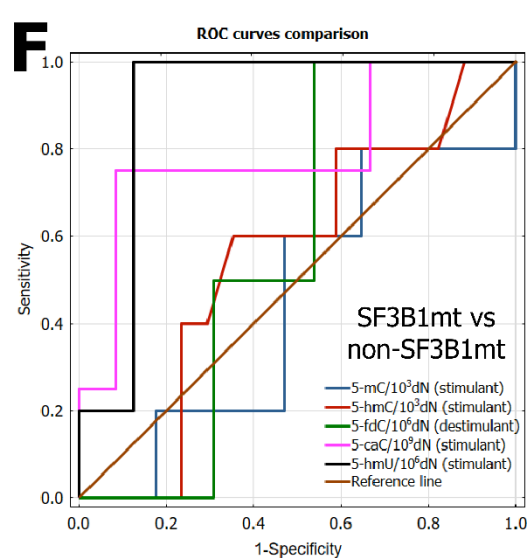 F
ROC curves comparison
1.0
0.8
0.6
0.4
0.2
0.0
Sensitivity
SF3B1mt vs
non-SF3B1mt
5-mC/10³dN (stimulant)
5-hmC/10³dN (stimulant)
5-fdC/10⁶dN (destimulant)
5-caC/10⁹dN (stimulant)
5-hmU/10⁶dN (stimulant)
Reference line
0.0 0.2 0.4 0.6 0.8 1.0
1-Specificity